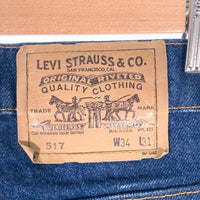 LEVI STRAUSS & CO.
SAN FRANCISCO, CAL.
ORIGINAL RIVETED
QUALITY CLOTHING
TRADE MARK
517 W34 L31